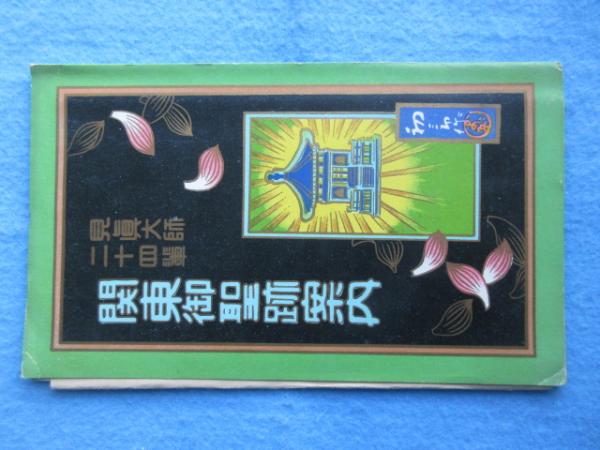 見真大師
二十四輩
関東御聖跡案内